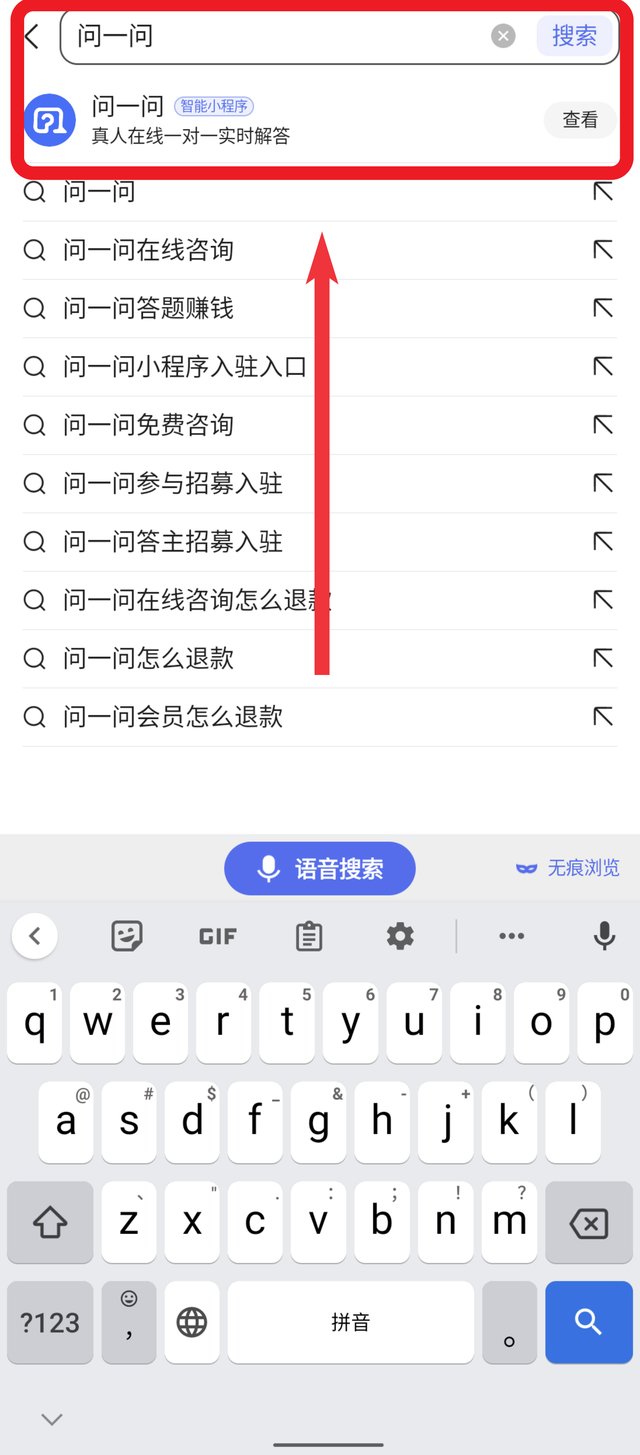 问一问
搜索
问一问 智能小程序
真人在线一对一实时解答
查看
问一问
问一问在线咨询
问一问答题赚钱
问一问小程序入驻入口
问一问免费咨询
问一问参与招募入驻
问一问答主招募入驻
问一问在线咨询怎么退款
问一问怎么退款
问一问会员怎么退款
语音搜索
无痕浏览
GIF
1 2 3 4 5 6 7 8 9 0
q w e r t y u i o p
@ # $ _ & - + ( )
a s d f g h j k l
、 " . : ; ! ?
z x c v b n m
?123 , 拼音 。